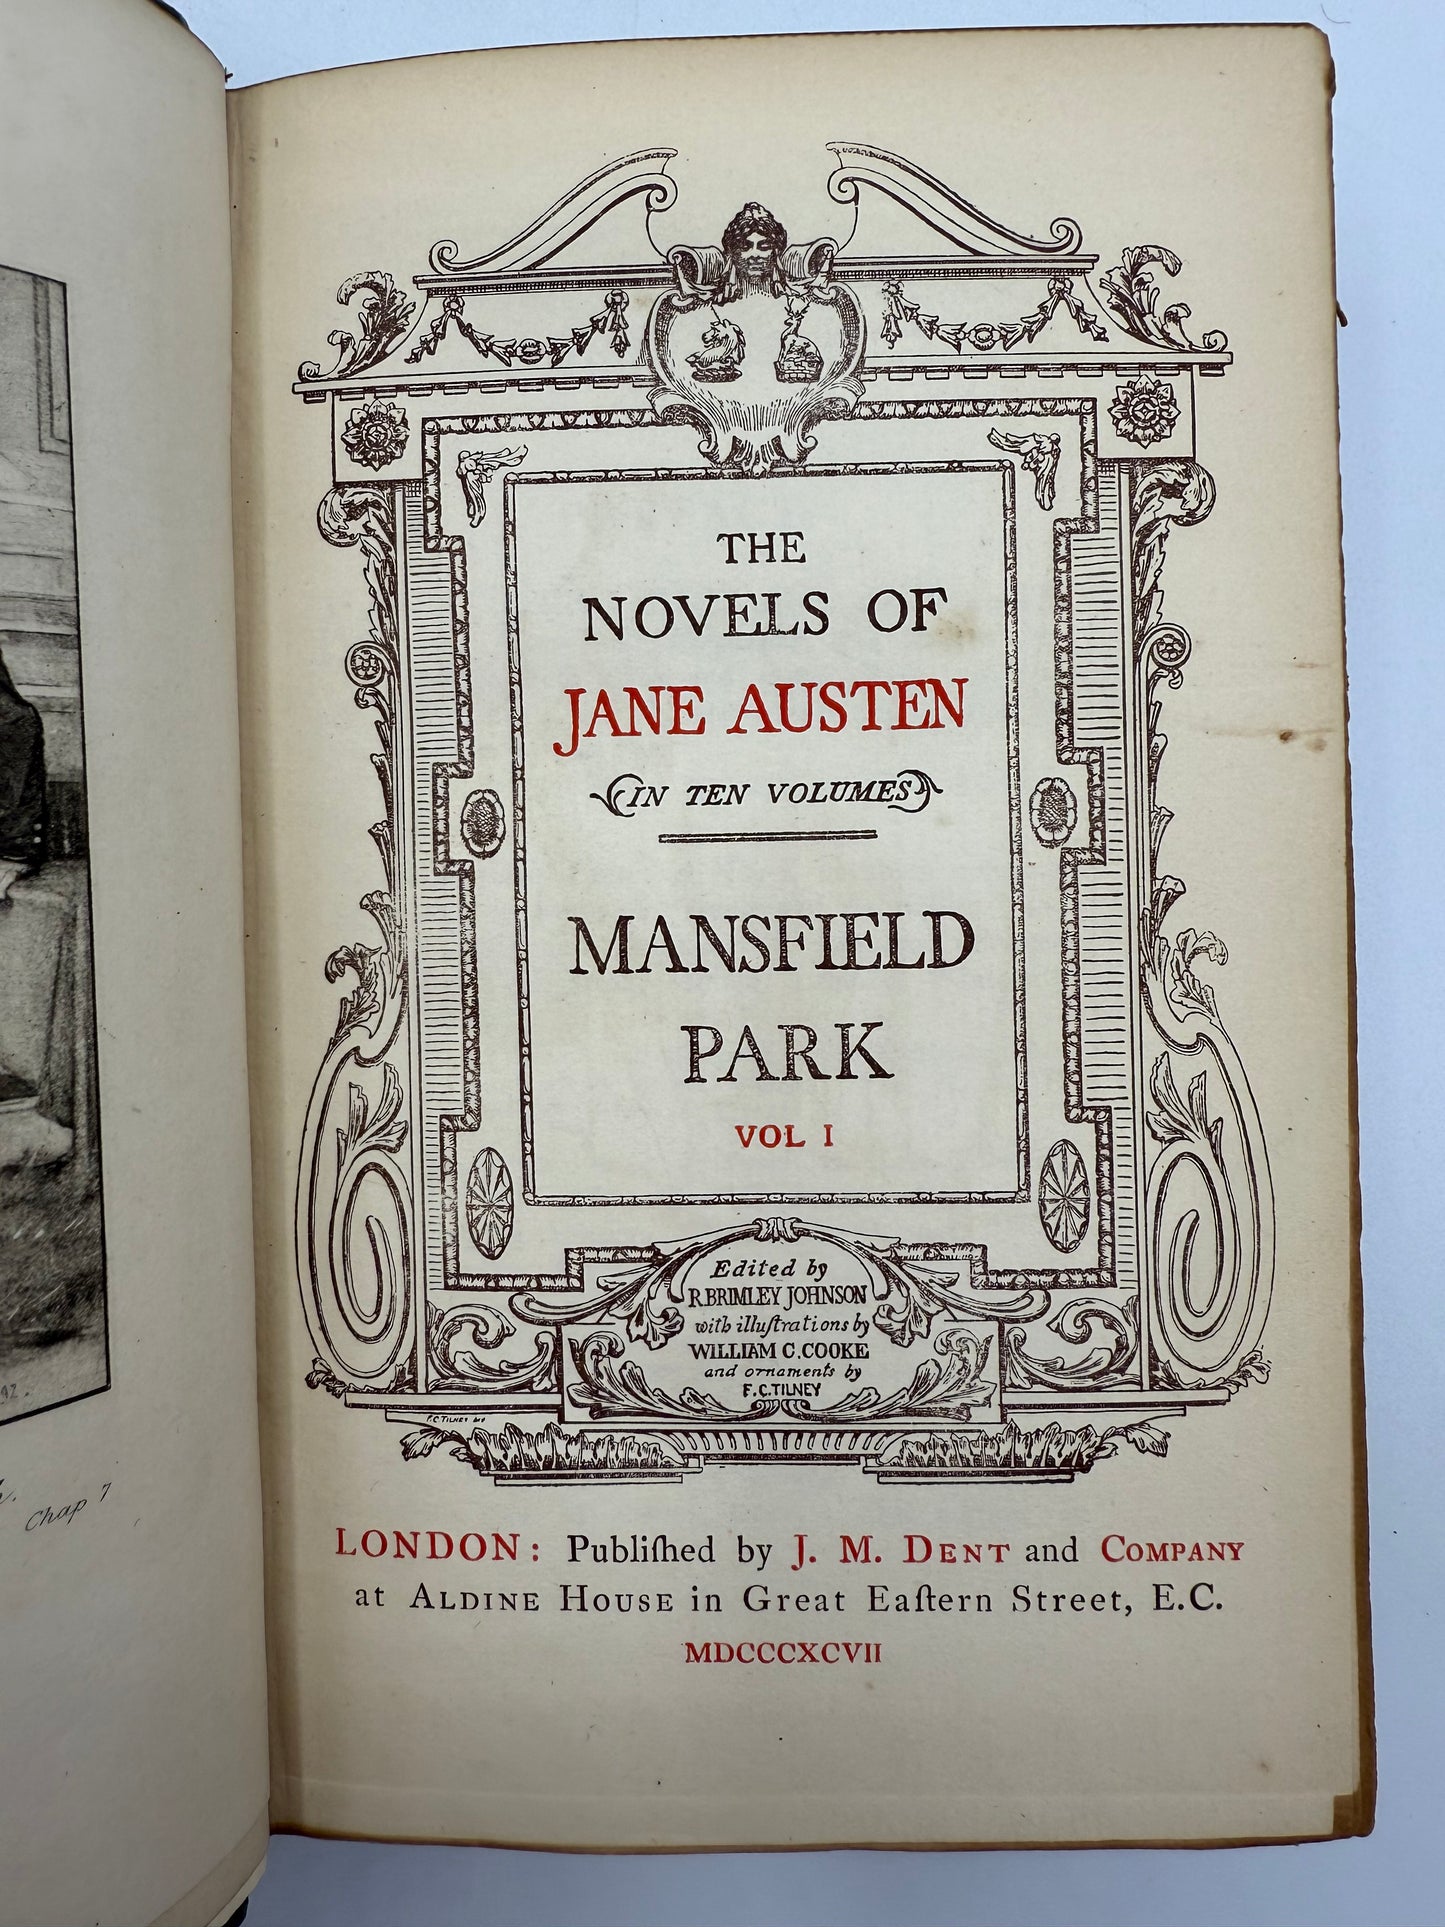 THE
NOVELS OF
JANE AUSTEN
IN TEN VOLUMES
MANSFIELD
PARK
VOL I
Edited by
R. BRIMLEY JOHNSON
with illuſtrations by
WILLIAM C. COOKE
and ornaments by
F. C. TILNEY
F. C. TILNEY
LONDON: Publiſhed by J. M. DENT and COMPANY
at ALDINE HOUSE in Great Eaſtern Street, E.C.
MDCCCXCVII
Chap 7